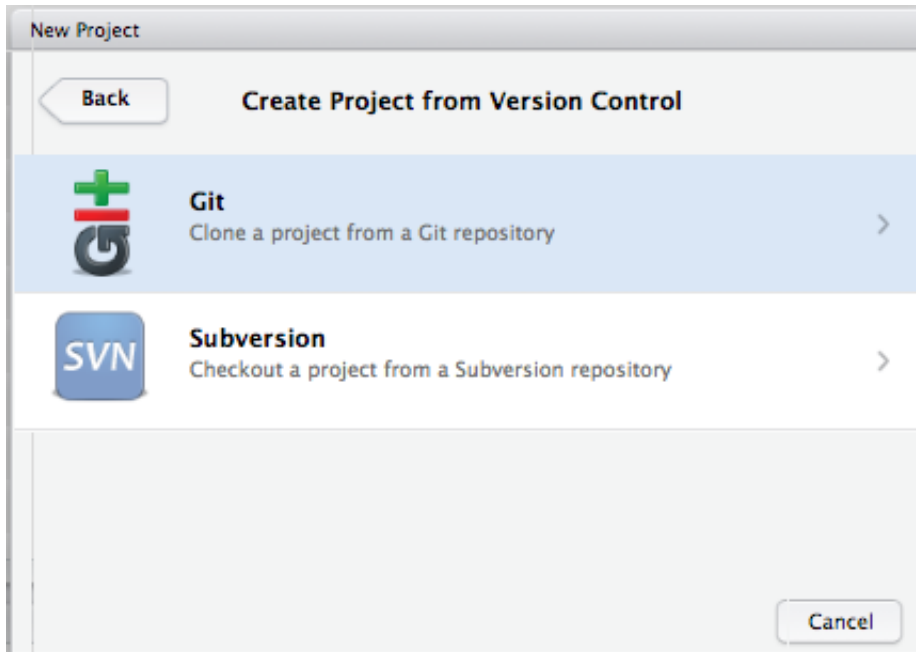 New Project
Back
Create Project from Version Control
Git
Clone a project from a Git repository
SVN
Subversion
Checkout a project from a Subversion repository
Cancel